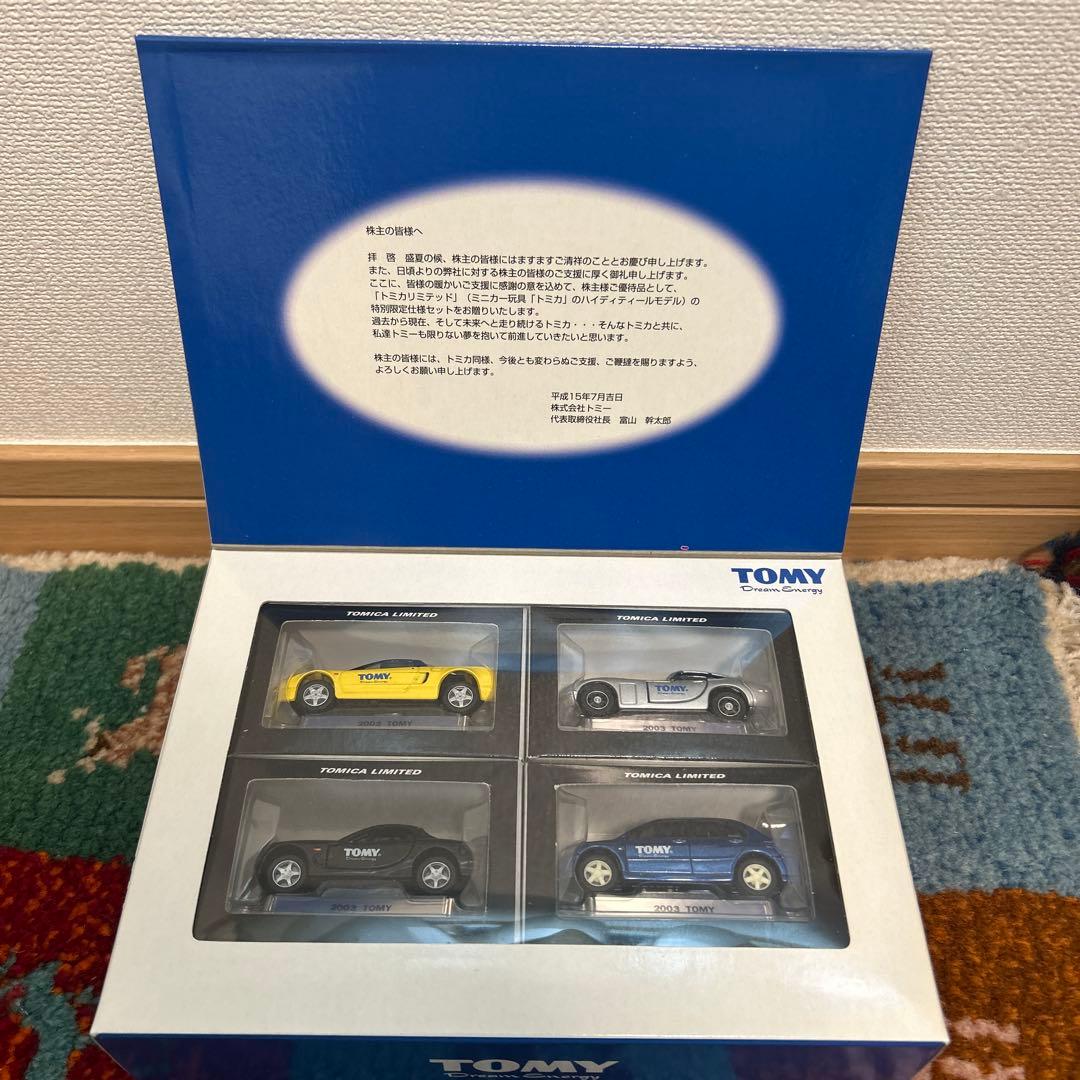 株主の皆様へ
拝　啓　盛夏の候、株主の皆様にはますますご清祥のこととお慶び申し上げます。
また、日頃よりの弊社に対する株主の皆様のご支援に厚く御礼申し上げます。
ここに、皆様の暖かいご支援に感謝の意を込めて、株主様ご優待品として、
「トミカリミテッド」（ミニカー玩具「トミカ」のハイディティールモデル）の
特別限定仕様セットをお贈りいたします。
過去から現在、そして未来へと走り続けるトミカ・・・そんなトミカと共に、
私達トミーも限りない夢を抱いて前進していきたいと思います。
株主の皆様には、トミカ同様、今後とも変わらぬご支援、ご鞭撻を賜りますよう、
よろしくお願い申し上げます。
平成15年7月吉日
株式会社トミー
代表取締役社長　富山　幹太郎
TOMY
Dream Energy
TOMICA LIMITED
TOMY
Dream Energy
2003 TOMY
TOMICA LIMITED
TOMY
Dream Energy
2003 TOMY
TOMICA LIMITED
TOMY
Dream Energy
2003 TOMY
TOMICA LIMITED
TOMY
Dream Energy
2003 TOMY
TOMY
Dream Energy